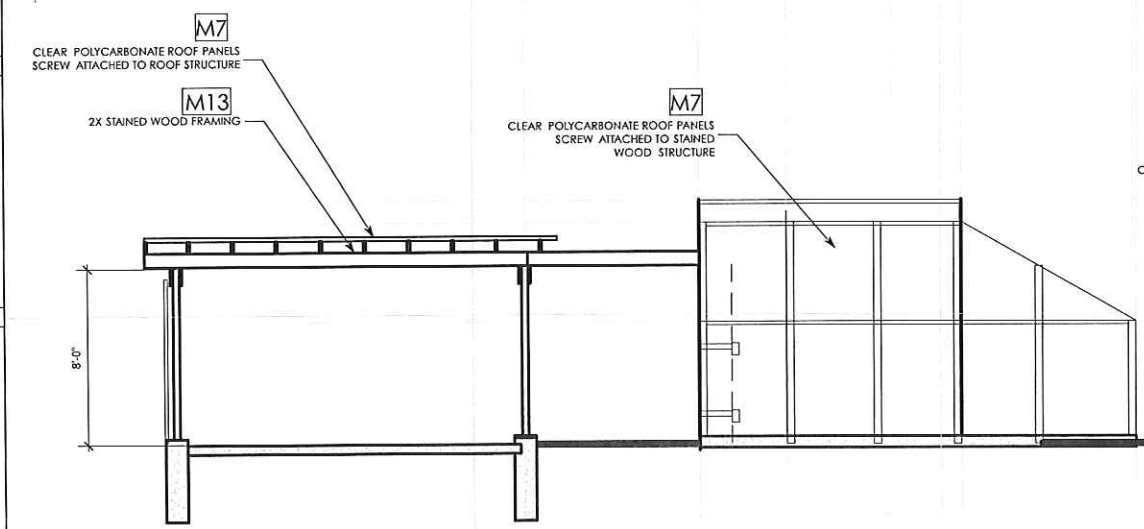 M7
CLEAR POLYCARBONATE ROOF PANELS
SCREW ATTACHED TO ROOF STRUCTURE
M13
2X STAINED WOOD FRAMING
M7
CLEAR POLYCARBONATE ROOF PANELS
SCREW ATTACHED TO STAINED
WOOD STRUCTURE
8'-0"